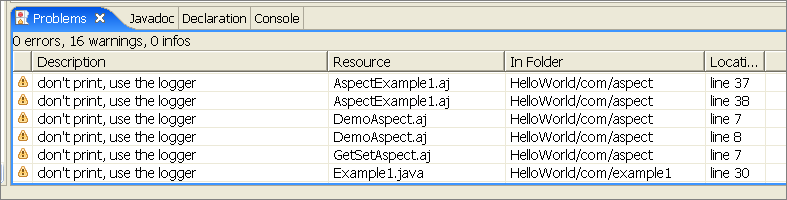 Problems Javadoc Declaration Console
0 errors, 16 warnings, 0 infos
Description Resource In Folder Locati...
don't print, use the logger AspectExample1.aj HelloWorld/com/aspect line 37
don't print, use the logger AspectExample1.aj HelloWorld/com/aspect line 38
don't print, use the logger DemoAspect.aj HelloWorld/com/aspect line 7
don't print, use the logger DemoAspect.aj HelloWorld/com/aspect line 8
don't print, use the logger GetSetAspect.aj HelloWorld/com/aspect line 7
don't print, use the logger Example1.java HelloWorld/com/example1 line 30